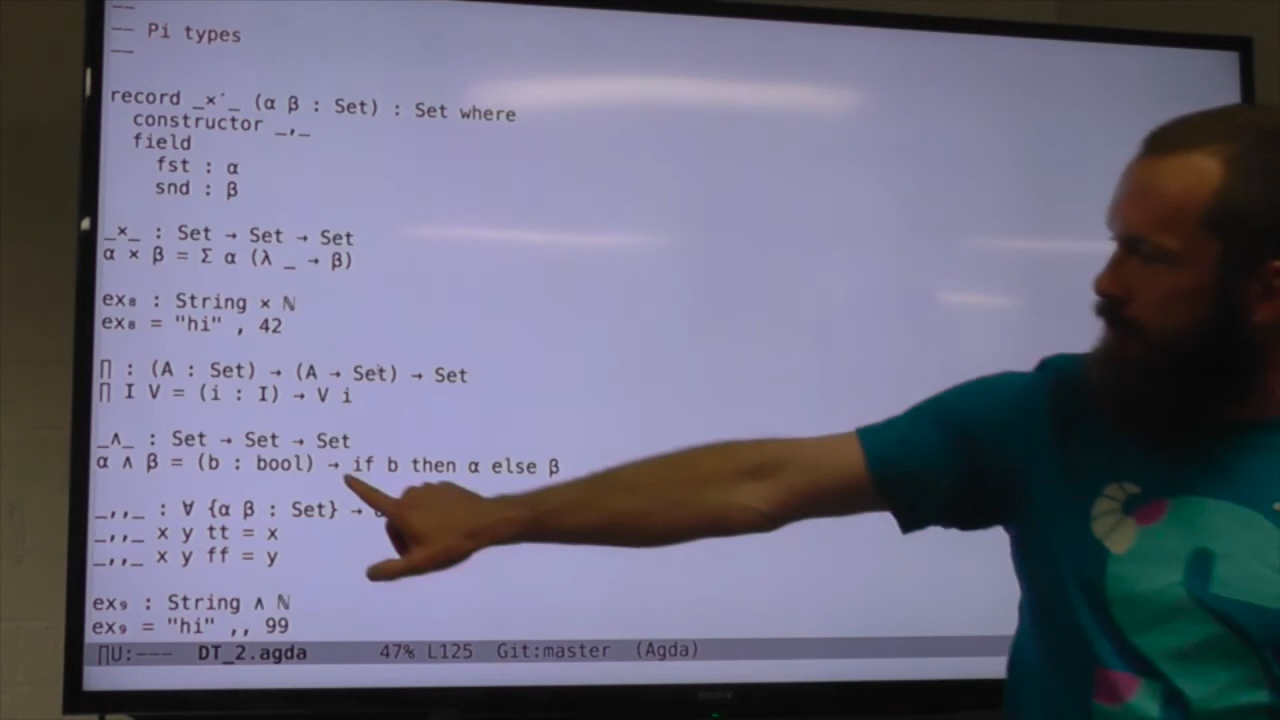 --
-- Pi types
--
record _×′_ (α β : Set) : Set where
constructor _,_
field
fst : α
snd : β
_×_ : Set → Set → Set
α × β = Σ α (λ _ → β)
ex₈ : String × ℕ
ex₈ = "hi" , 42
∏ : (A : Set) → (A → Set) → Set
∏ I V = (i : I) → V i
_∧_ : Set → Set → Set
α ∧ β = (b : bool) → if b then α else β
_,,_ : ∀ {α β : Set} →
_,,_ x y tt = x
_,,_ x y ff = y
ex₉ : String ∧ ℕ
ex₉ = "hi" ,, 99
∏U:--- DT_2.agda 47% L125 Git:master (Agda)
SONY